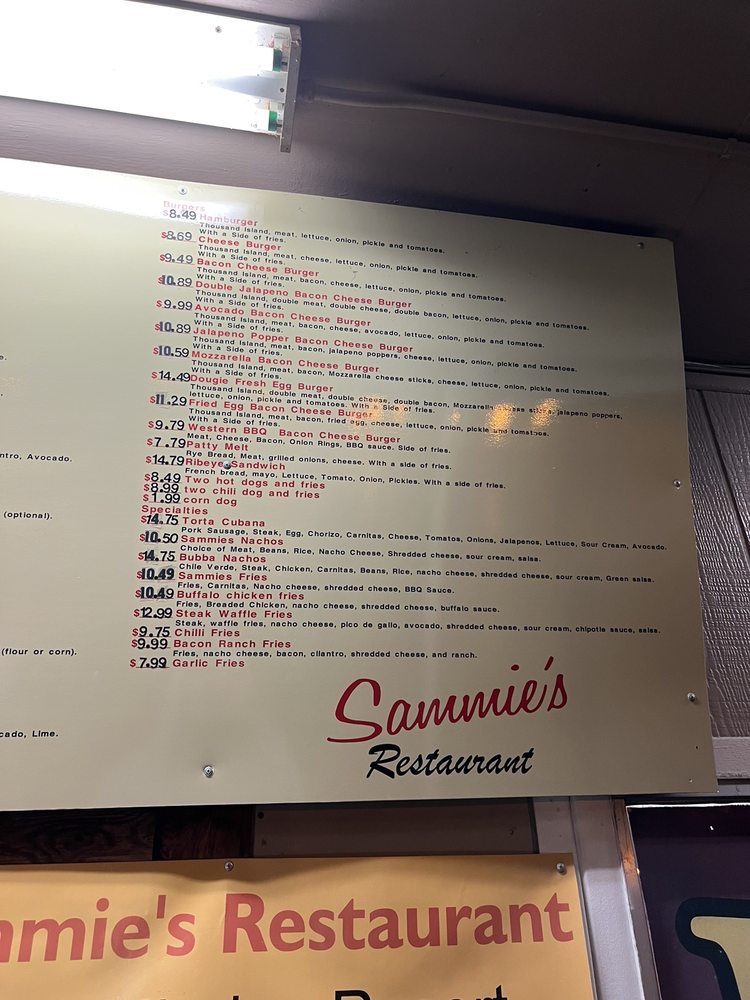 Burgers
$8.49 Hamburger
Thousand Island, meat, lettuce, onion, pickle and tomatoes.
With a Side of fries.
$8.69 Cheese Burger
Thousand Island, meat, cheese, lettuce, onion, pickle and tomatoes.
With a Side of fries.
$9.49 Bacon Cheese Burger
Thousand Island, meat, bacon, cheese, lettuce, onion, pickle and tomatoes.
With a Side of fries.
$10.89 Double Jalapeno Bacon Cheese Burger
Thousand Island, double meat, double cheese, double bacon, lettuce, onion, pickle and tomatoes.
With a Side of fries.
$9.99 Avocado Bacon Cheese Burger
Thousand Island, meat, bacon, cheese, avocado, lettuce, onion, pickle and tomatoes.
With a Side of fries.
$10.89 Jalapeno Popper Bacon Cheese Burger
Thousand Island, meat, bacon, jalapeno poppers, cheese, lettuce, onion, pickle and tomatoes.
With a Side of fries.
$10.59 Mozzarella Bacon Cheese Burger
Thousand Island, meat, bacon, Mozzarella cheese sticks, cheese, lettuce, onion, pickle and tomatoes.
With a Side of fries.
$14.49 Dougie Fresh Egg Burger
Thousand Island, double meat, double cheese, double bacon, Mozzarella cheese sticks, jalapeno poppers,
lettuce, onion, pickle and tomatoes. With a Side of fries.
$11.29 Fried Egg Bacon Cheese Burger
Thousand Island, meat, bacon, fried egg, cheese, lettuce, onion, pickle and tomatoes.
With a Side of fries.
$9.79 Western BBQ Bacon Cheese Burger
Meat, Cheese, Bacon, Onion Rings, BBQ sauce. Side of fries.
$7.79 Patty Melt
Rye Bread, Meat, grilled onions, cheese. With a side of fries.
$14.79 Ribeye Sandwich
French bread, mayo, Lettuce, Tomato, Onion, Pickles. With a side of fries.
$8.49 Two hot dogs and fries
$8.99 two chili dog and fries
$1.99 corn dog
Specialties
$14.75 Torta Cubana
Pork Sausage, Steak, Egg, Chorizo, Carnitas, Cheese, Tomatos, Onions, Jalapenos, Lettuce, Sour Cream, Avocado.
$10.50 Sammies Nachos
Choice of Meat, Beans, Rice, Nacho Cheese, Shredded cheese, sour cream, salsa.
$14.75 Bubba Nachos
Chile Verde, Steak, Chicken, Carnitas, Beans, Rice, nacho cheese, shredded cheese, sour cream, Green salsa.
$10.49 Sammies Fries
Fries, Carnitas, Nacho cheese, shredded cheese, BBQ Sauce.
$10.49 Buffalo chicken fries
Fries, Breaded Chicken, nacho cheese, shredded cheese, buffalo sauce.
$12.99 Steak Waffle Fries
Steak, waffle fries, nacho cheese, pico de gallo, avocado, shredded cheese, sour cream, chipotle sauce, salsa.
$9.75 Chilli Fries
$9.99 Bacon Ranch Fries
Fries, nacho cheese, bacon, cilantro, shredded cheese, and ranch.
$7.99 Garlic Fries
ntro, Avocado.
(optional).
(flour or corn).
cado, Lime.
Sammie's
Restaurant
mmie's Restaurant